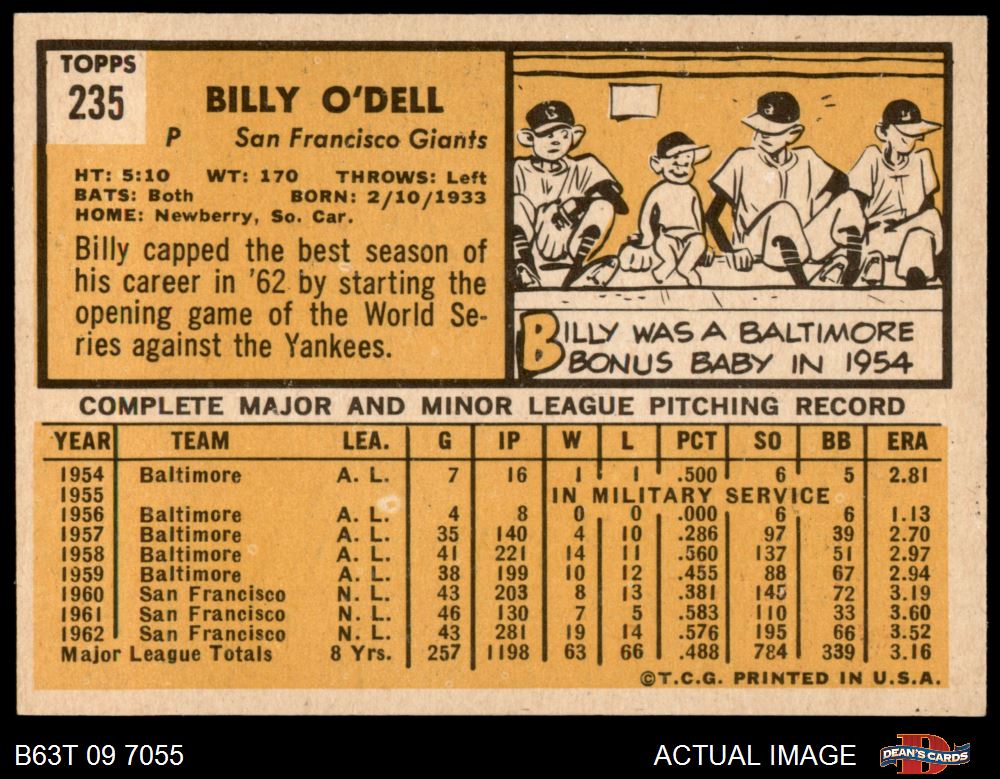 TOPPS
235
BILLY O'DELL
P San Francisco Giants
HT: 5:10 WT: 170 THROWS: Left
BATS: Both BORN: 2/10/1933
HOME: Newberry, So. Car.
Billy capped the best season of
his career in '62 by starting the
opening game of the World Se-
ries against the Yankees.
BILLY WAS A BALTIMORE
BONUS BABY IN 1954
COMPLETE MAJOR AND MINOR LEAGUE PITCHING RECORD
YEAR TEAM LEA. G IP W L PCT SO BB ERA
1954 Baltimore A. L. 7 16 1 1 .500 6 5 2.81
1955 IN MILITARY SERVICE
1956 Baltimore A. L. 4 8 0 0 .000 6 6 1.13
1957 Baltimore A. L. 35 140 4 10 .286 97 39 2.70
1958 Baltimore A. L. 41 221 14 11 .560 137 51 2.97
1959 Baltimore A. L. 38 199 10 12 .455 88 67 2.94
1960 San Francisco N. L. 43 203 8 13 .381 145 72 3.19
1961 San Francisco N. L. 46 130 7 5 .583 110 33 3.60
1962 San Francisco N. L. 43 281 19 14 .576 195 66 3.52
Major League Totals 8 Yrs. 257 1198 63 66 .488 784 339 3.16
©T.C.G. PRINTED IN U.S.A.
B63T 09 7055 ACTUAL IMAGE DEAN'S CARDS